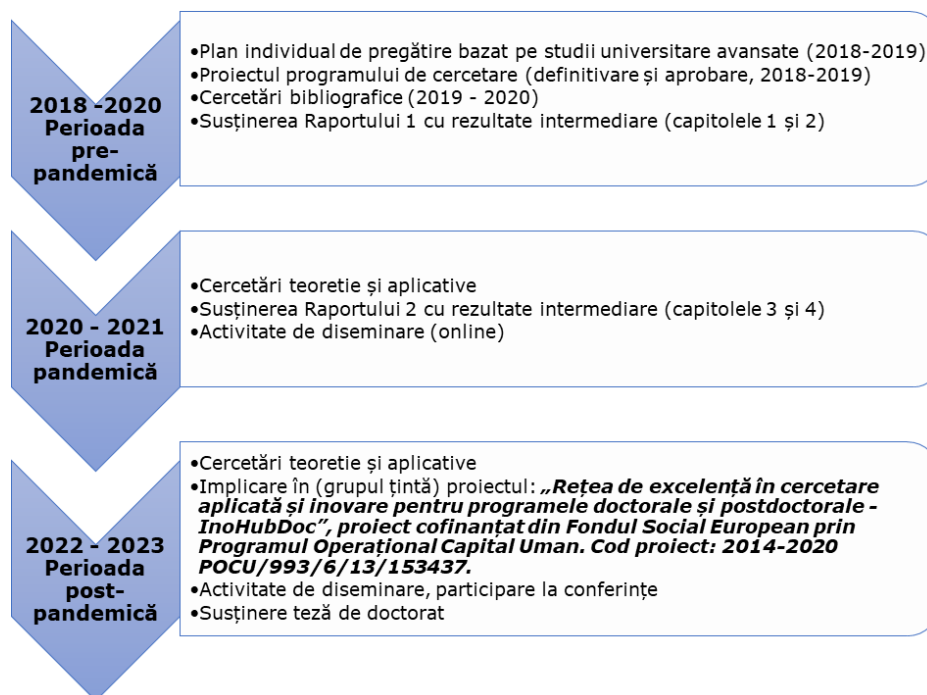 2018 -2020
Perioada
pre-
pandemică
•Plan individual de pregătire bazat pe studii universitare avansate (2018-2019)
•Proiectul programului de cercetare (definitivare și aprobare, 2018-2019)
•Cercetări bibliografice (2019 - 2020)
•Susținerea Raportului 1 cu rezultate intermediare (capitolele 1 și 2)
2020 - 2021
Perioada
pandemică
•Cercetări teoretie și aplicative
•Susținerea Raportului 2 cu rezultate intermediare (capitolele 3 și 4)
•Activitate de diseminare (online)
2022 - 2023
Perioada
post-
pandemică
•Cercetări teoretie și aplicative
•Implicare în (grupul țintă) proiectul: „Rețea de excelență în cercetare
aplicată și inovare pentru programele doctorale și postdoctorale -
InoHubDoc”, proiect cofinanțat din Fondul Social European prin
Programul Operațional Capital Uman. Cod proiect: 2014-2020
POCU/993/6/13/153437.
•Activitate de diseminare, participare la conferințe
•Susținere teză de doctorat